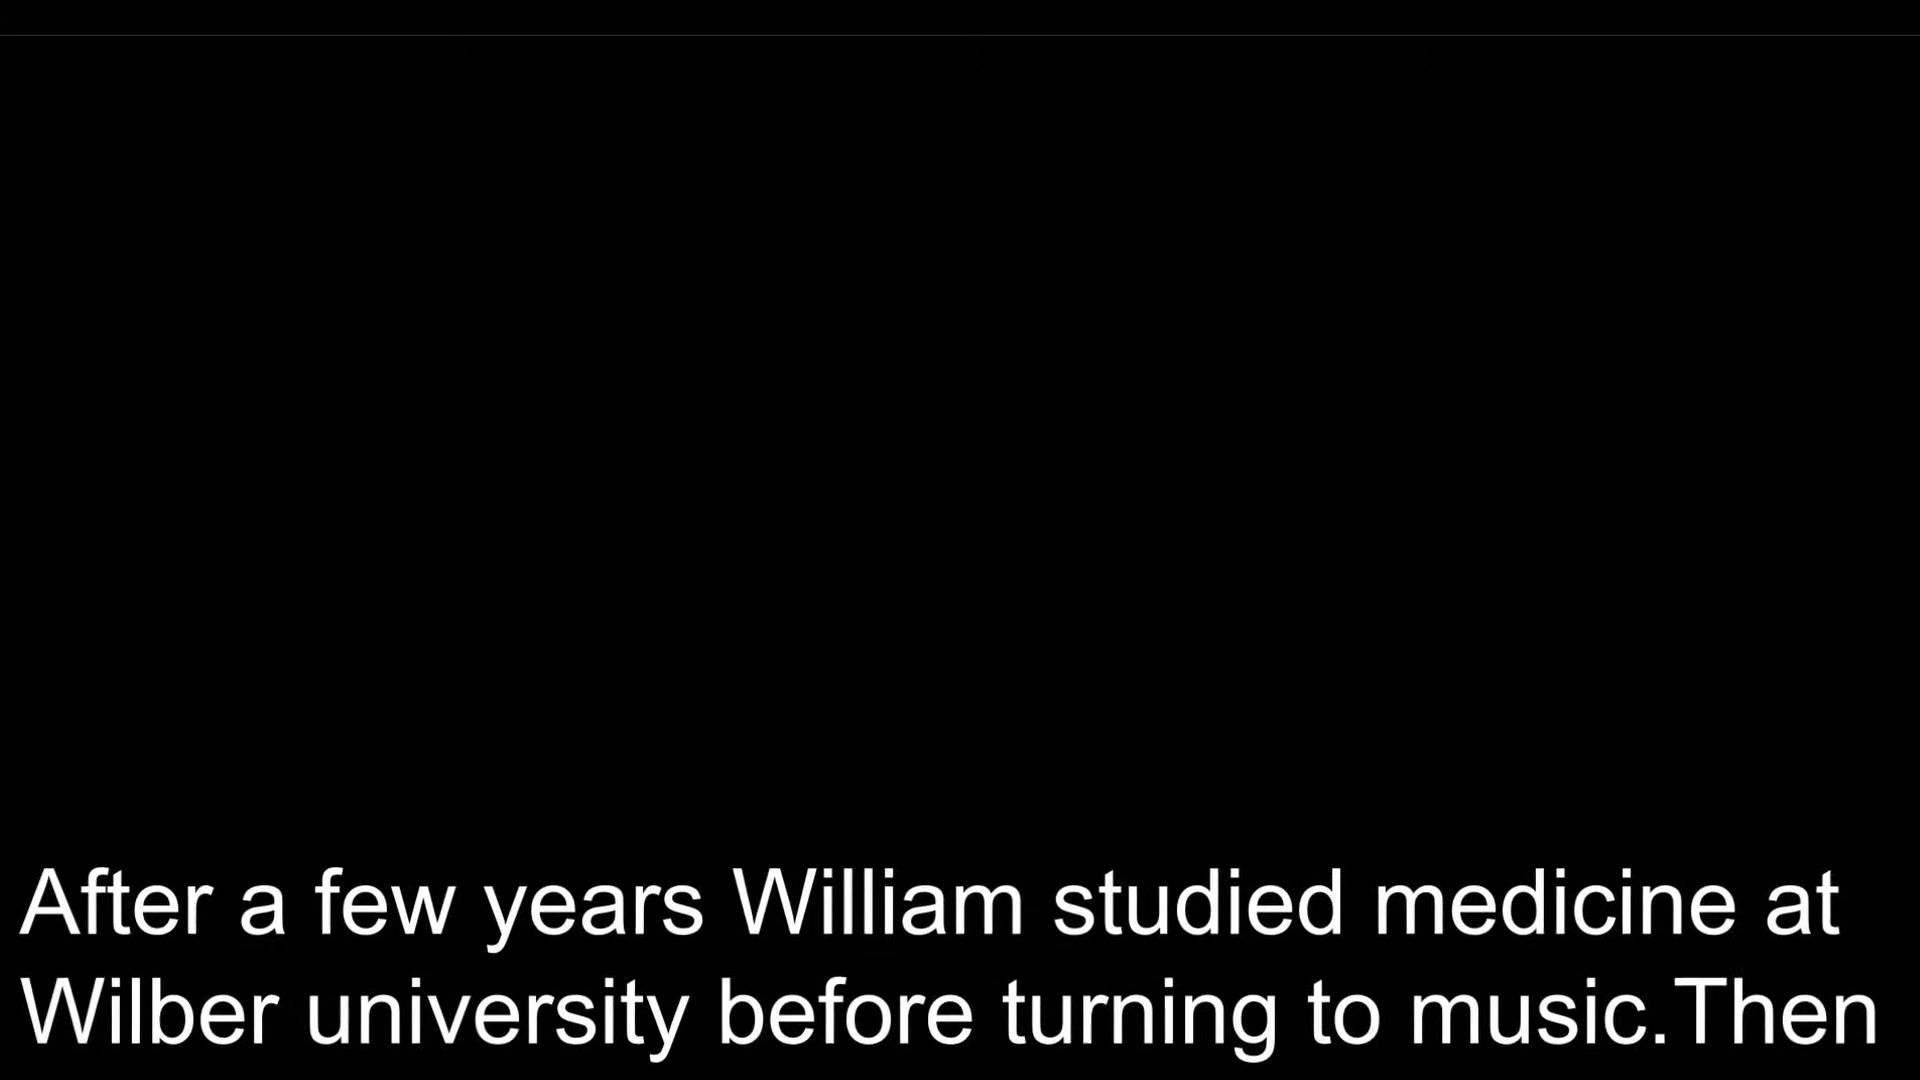 After a few years William studied medicine at
Wilber university before turning to music.Then